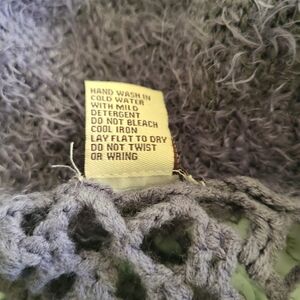 HAND WASH IN
COLD WATER
WITH MILD
DETERGENT
DO NOT BLEACH
COOL IRON
LAY FLAT TO DRY
DO NOT TWIST
OR WRING